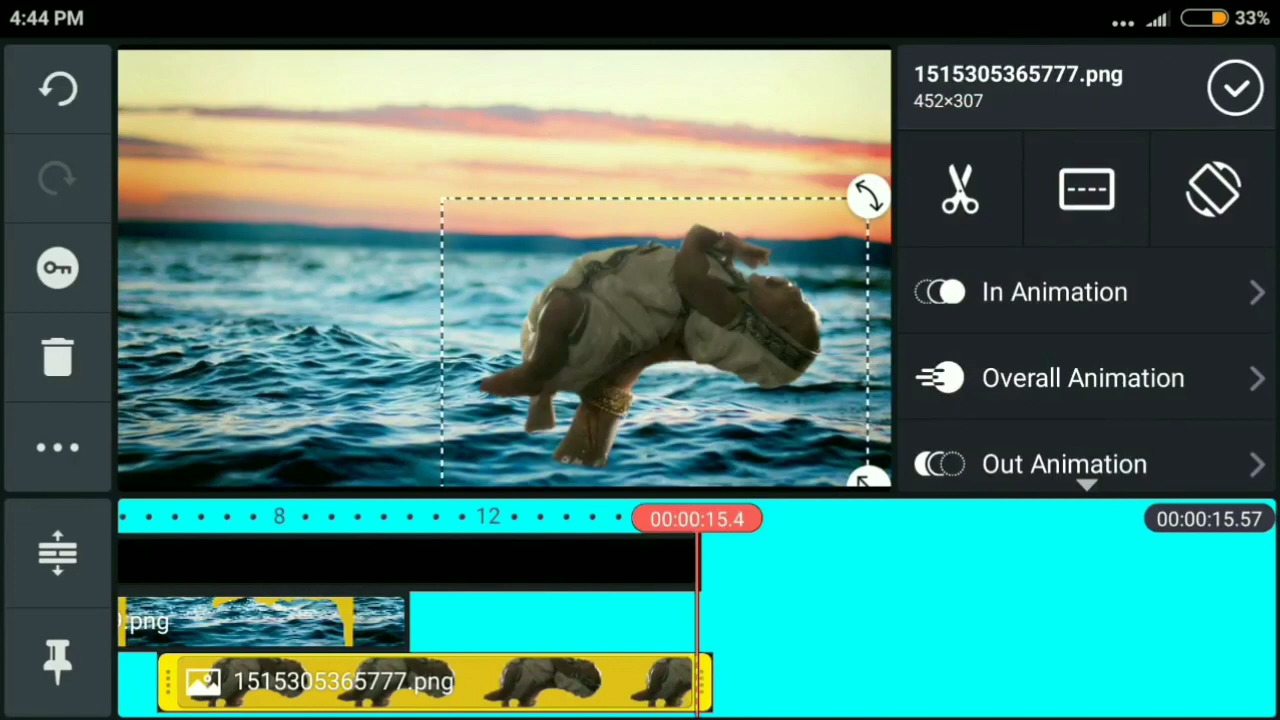 4:44 PM
33%
1515305365777.png
452×307
In Animation
Overall Animation
Out Animation
8
12
00:00:15.4
00:00:15.57
.png
1515305365777.png